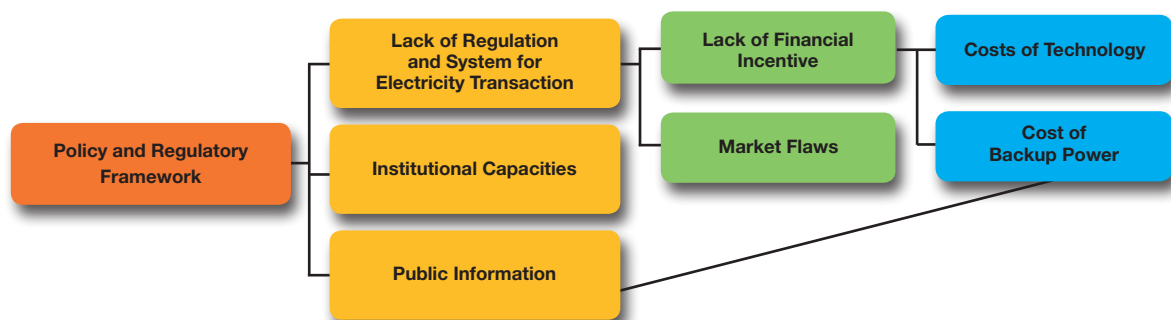 Policy and Regulatory
Framework
Lack of Regulation
and System for
Electricity Transaction
Institutional Capacities
Public Information
Lack of Financial
Incentive
Market Flaws
Costs of Technology
Cost of
Backup Power